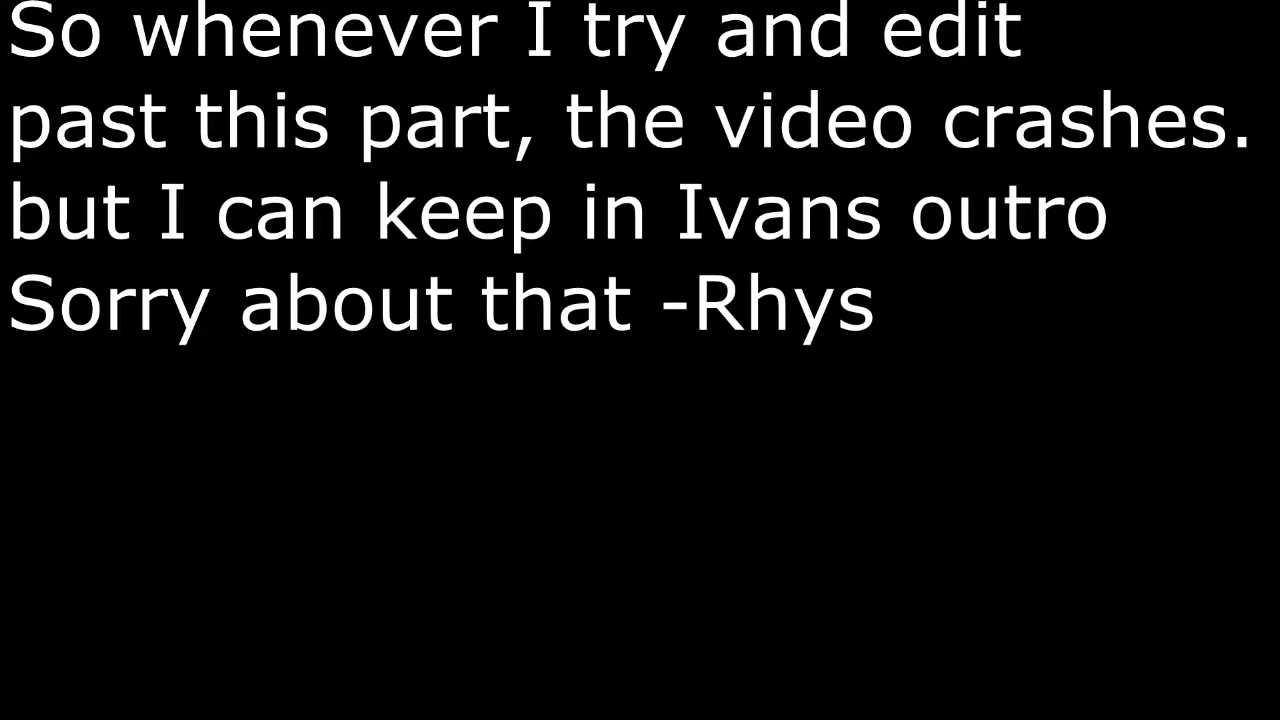 So whenever I try and edit
past this part, the video crashes.
but I can keep in Ivans outro
Sorry about that -Rhys